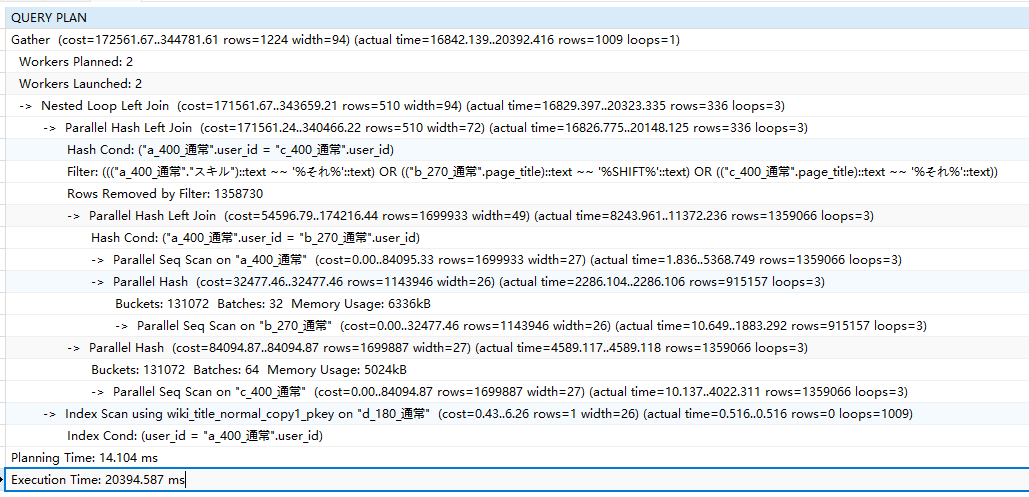 QUERY PLAN
Gather (cost=172561.67..344781.61 rows=1224 width=94) (actual time=16842.139..20392.416 rows=1009 loops=1)
Workers Planned: 2
Workers Launched: 2
-> Nested Loop Left Join (cost=171561.67..343659.21 rows=510 width=94) (actual time=16829.397..20323.335 rows=336 loops=3)
-> Parallel Hash Left Join (cost=171561.24..340466.22 rows=510 width=72) (actual time=16826.775..20148.125 rows=336 loops=3)
Hash Cond: ("a_400_通常".user_id = "c_400_通常".user_id)
Filter: ((("a_400_通常"."スキル")::text ~~ '%それ%'::text) OR (("b_270_通常".page_title)::text ~~ '%SHIFT%'::text) OR (("c_400_通常".page_title)::text ~~ '%それ%'::text))
Rows Removed by Filter: 1358730
-> Parallel Hash Left Join (cost=54596.79..174216.44 rows=1699933 width=49) (actual time=8243.961..11372.236 rows=1359066 loops=3)
Hash Cond: ("a_400_通常".user_id = "b_270_通常".user_id)
-> Parallel Seq Scan on "a_400_通常" (cost=0.00..84095.33 rows=1699933 width=27) (actual time=1.836..5368.749 rows=1359066 loops=3)
-> Parallel Hash (cost=32477.46..32477.46 rows=1143946 width=26) (actual time=2286.104..2286.106 rows=915157 loops=3)
Buckets: 131072 Batches: 32 Memory Usage: 6336kB
-> Parallel Seq Scan on "b_270_通常" (cost=0.00..32477.46 rows=1143946 width=26) (actual time=10.649..1883.292 rows=915157 loops=3)
-> Parallel Hash (cost=84094.87..84094.87 rows=1699887 width=27) (actual time=4589.117..4589.118 rows=1359066 loops=3)
Buckets: 131072 Batches: 64 Memory Usage: 5024kB
-> Parallel Seq Scan on "c_400_通常" (cost=0.00..84094.87 rows=1699887 width=27) (actual time=10.137..4022.311 rows=1359066 loops=3)
-> Index Scan using wiki_title_normal_copy1_pkey on "d_180_通常" (cost=0.43..6.26 rows=1 width=26) (actual time=0.516..0.516 rows=0 loops=1009)
Index Cond: (user_id = "a_400_通常".user_id)
Planning Time: 14.104 ms
Execution Time: 20394.587 ms